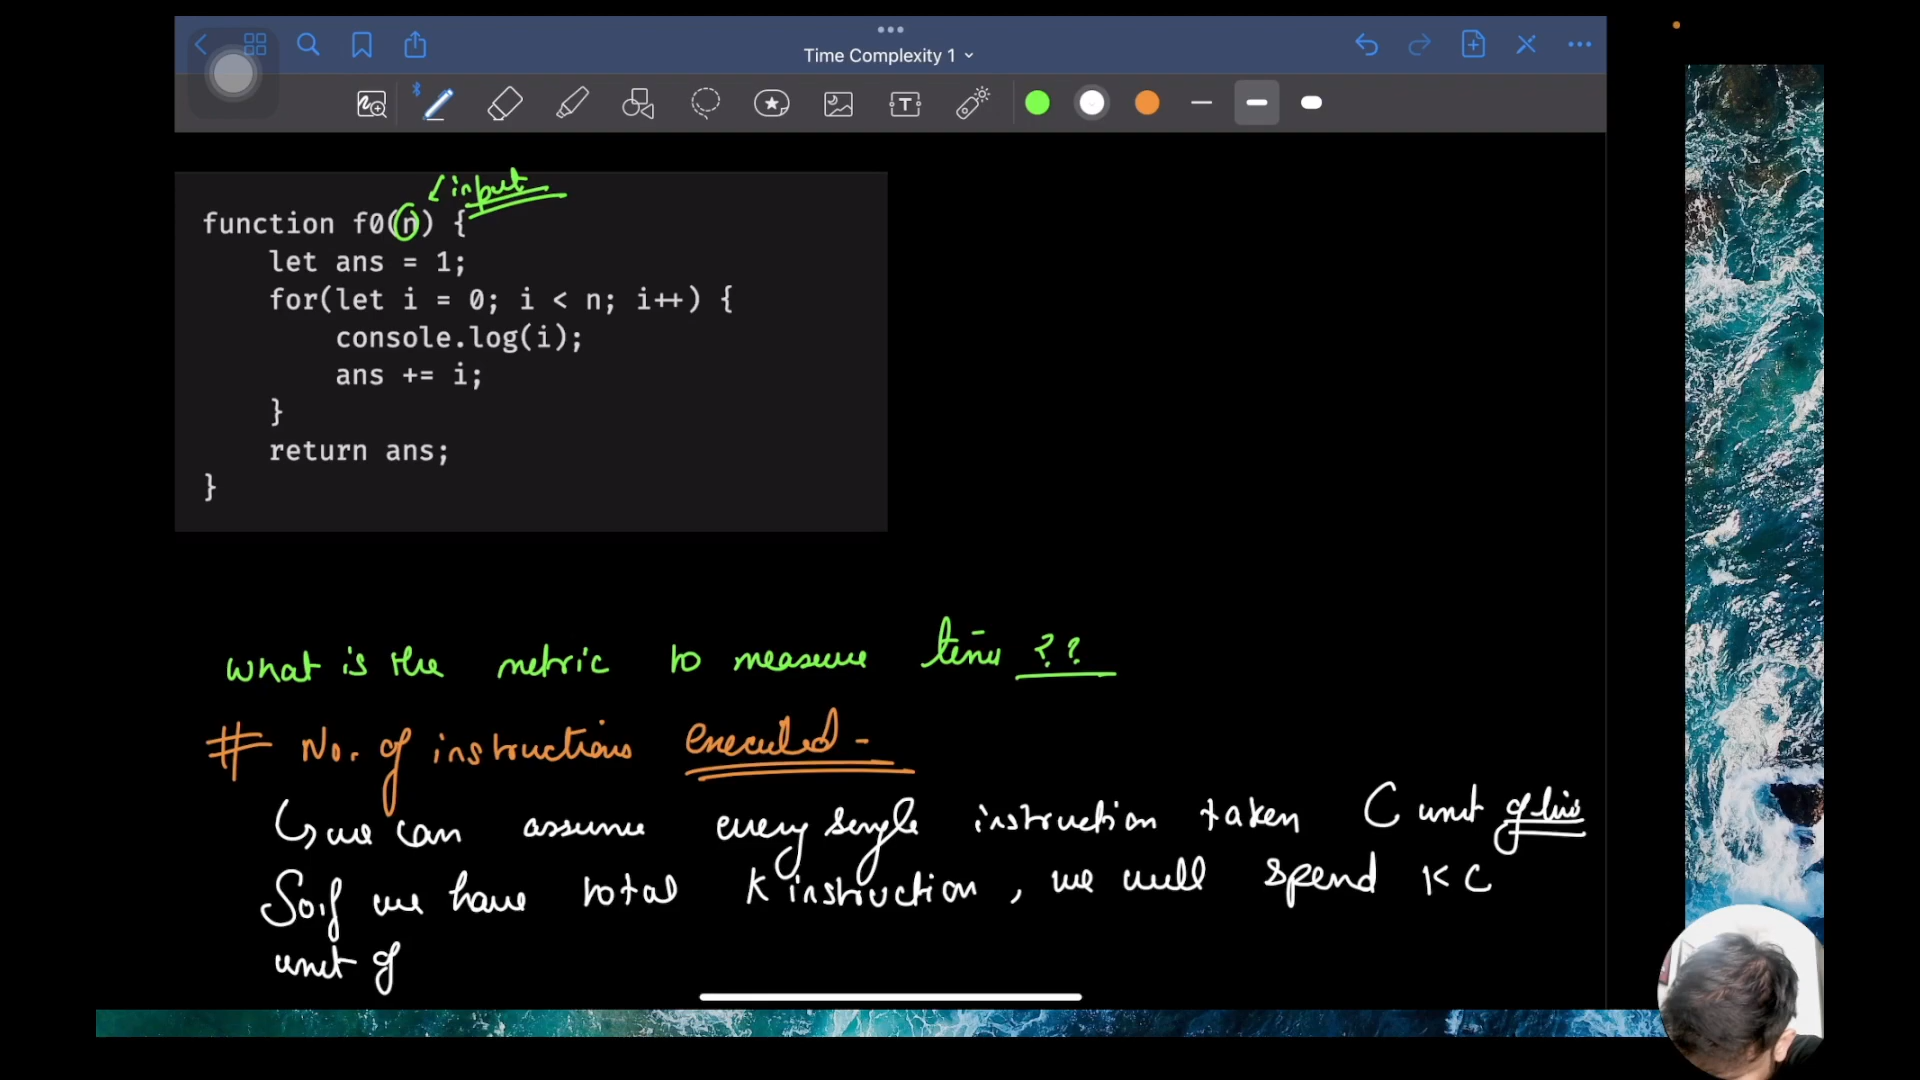 Time Complexity 1
T
input
function f0(n) {
let ans = 1;
for(let i = 0; i < n; i++) {
console.log(i);
ans += i;
}
return ans;
}
what is the metric to measure time ??
# No. of instructions executed -
↳ we can assume every single instruction taken C unit of time
So if we have total K instruction, we will spend KC
unit of